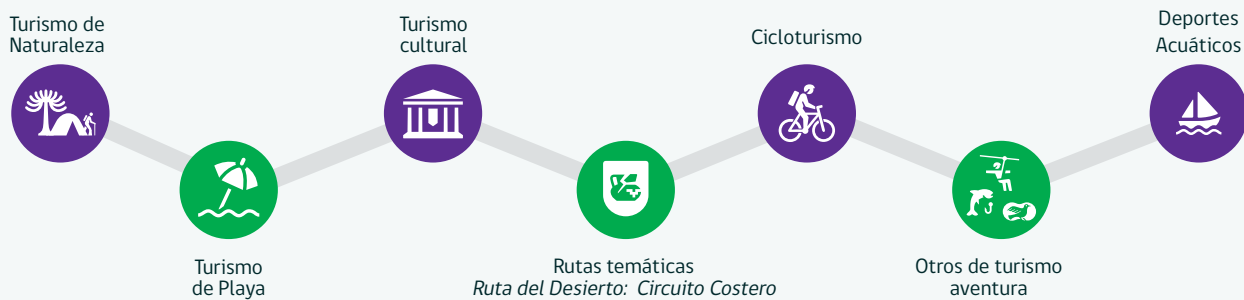 Turismo de
Naturaleza
Turismo
de Playa
Turismo
cultural
Rutas temáticas
Ruta del Desierto: Circuito Costero
Cicloturismo
Otros de turismo
aventura
Deportes
Acuáticos